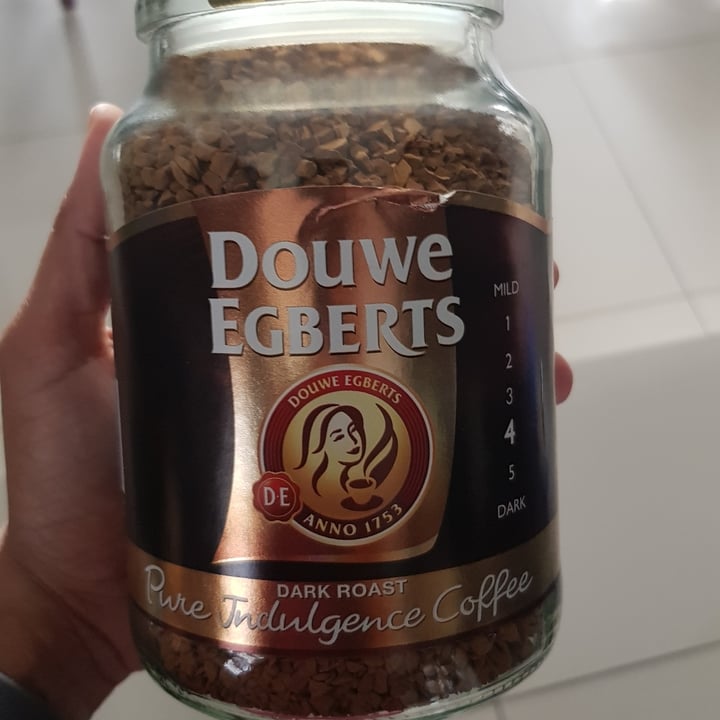 DOUWE
EGBERTS
MILD
1
2
3
4
5
DARK
DOUWE EGBERTS
D·E
ANNO 1753
DARK ROAST
Pure Indulgence Coffee